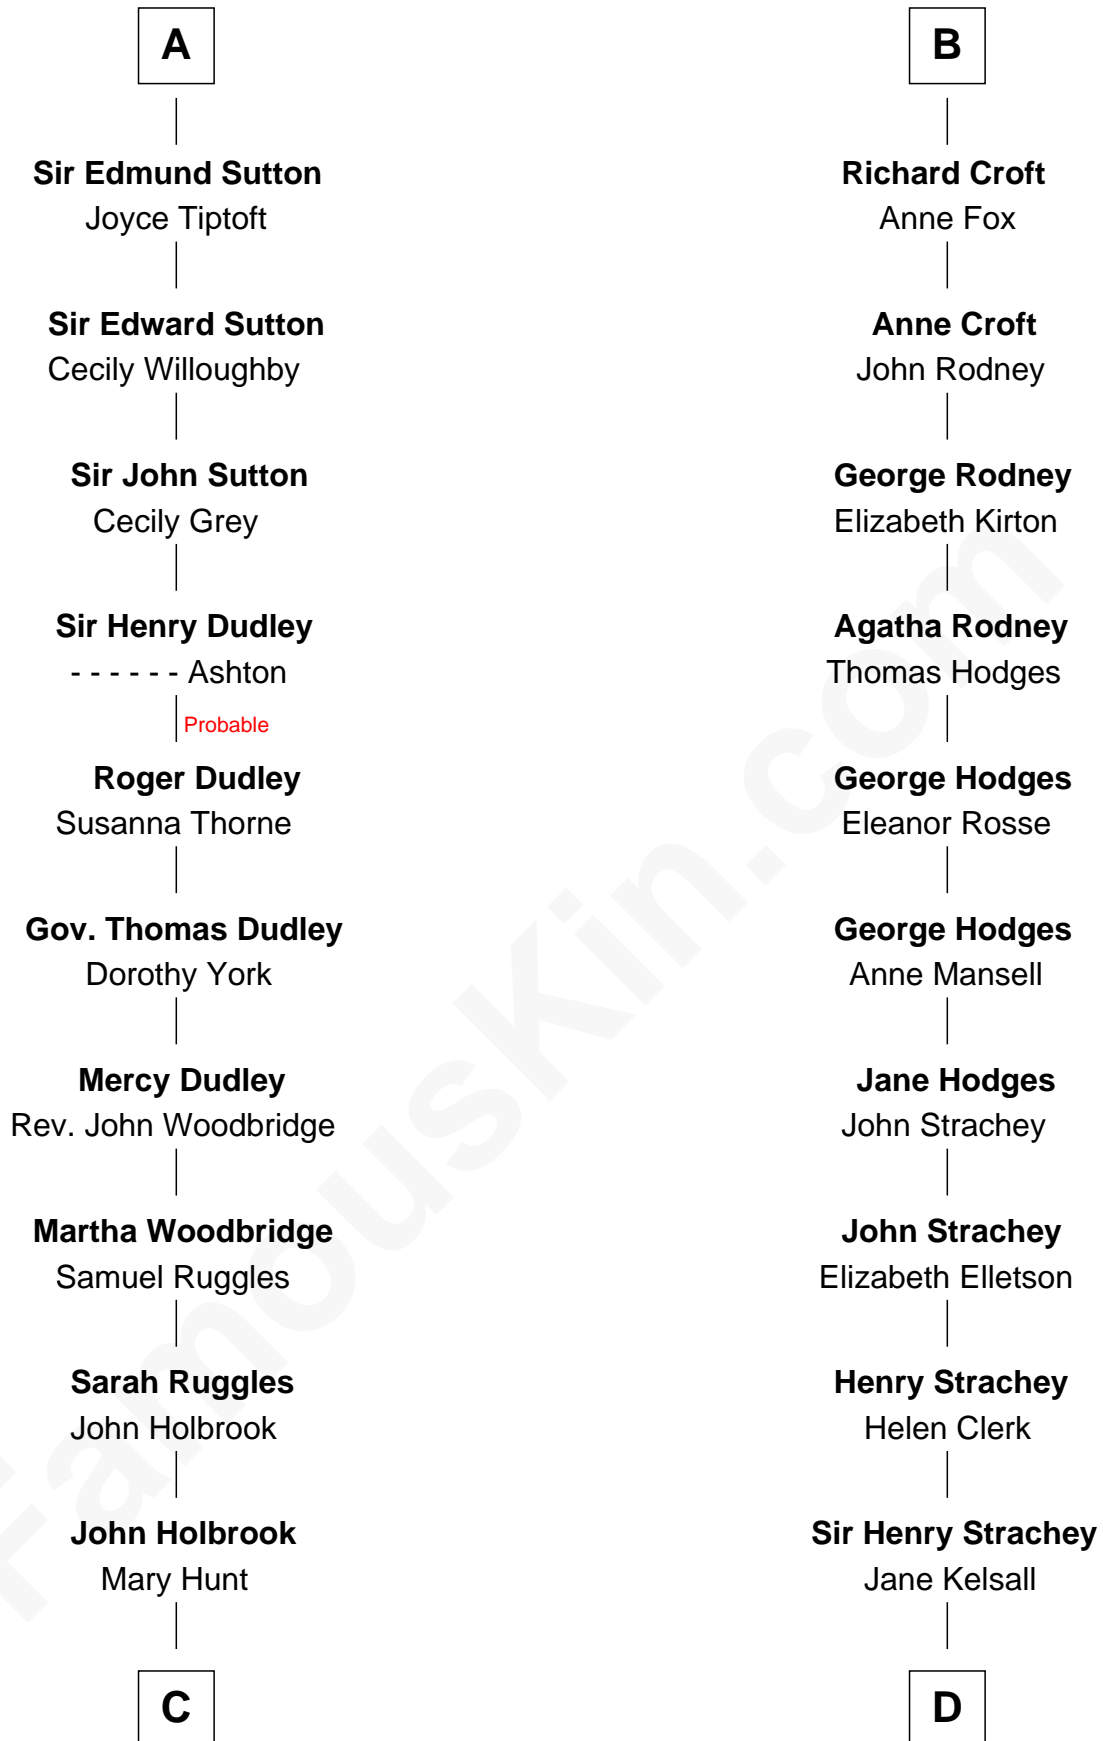 A
Sir Edmund Sutton
Joyce Tiptoft
Sir Edward Sutton
Cecily Willoughby
Sir John Sutton
Cecily Grey
Sir Henry Dudley
- - - - - - Ashton
Probable
Roger Dudley
Susanna Thorne
Gov. Thomas Dudley
Dorothy York
Mercy Dudley
Rev. John Woodbridge
Martha Woodbridge
Samuel Ruggles
Sarah Ruggles
John Holbrook
John Holbrook
Mary Hunt
C
B
Richard Croft
Anne Fox
Anne Croft
John Rodney
George Rodney
Elizabeth Kirton
Agatha Rodney
Thomas Hodges
George Hodges
Eleanor Rosse
George Hodges
Anne Mansell
Jane Hodges
John Strachey
John Strachey
Elizabeth Elletson
Henry Strachey
Helen Clerk
Sir Henry Strachey
Jane Kelsall
D
FamousKin.com